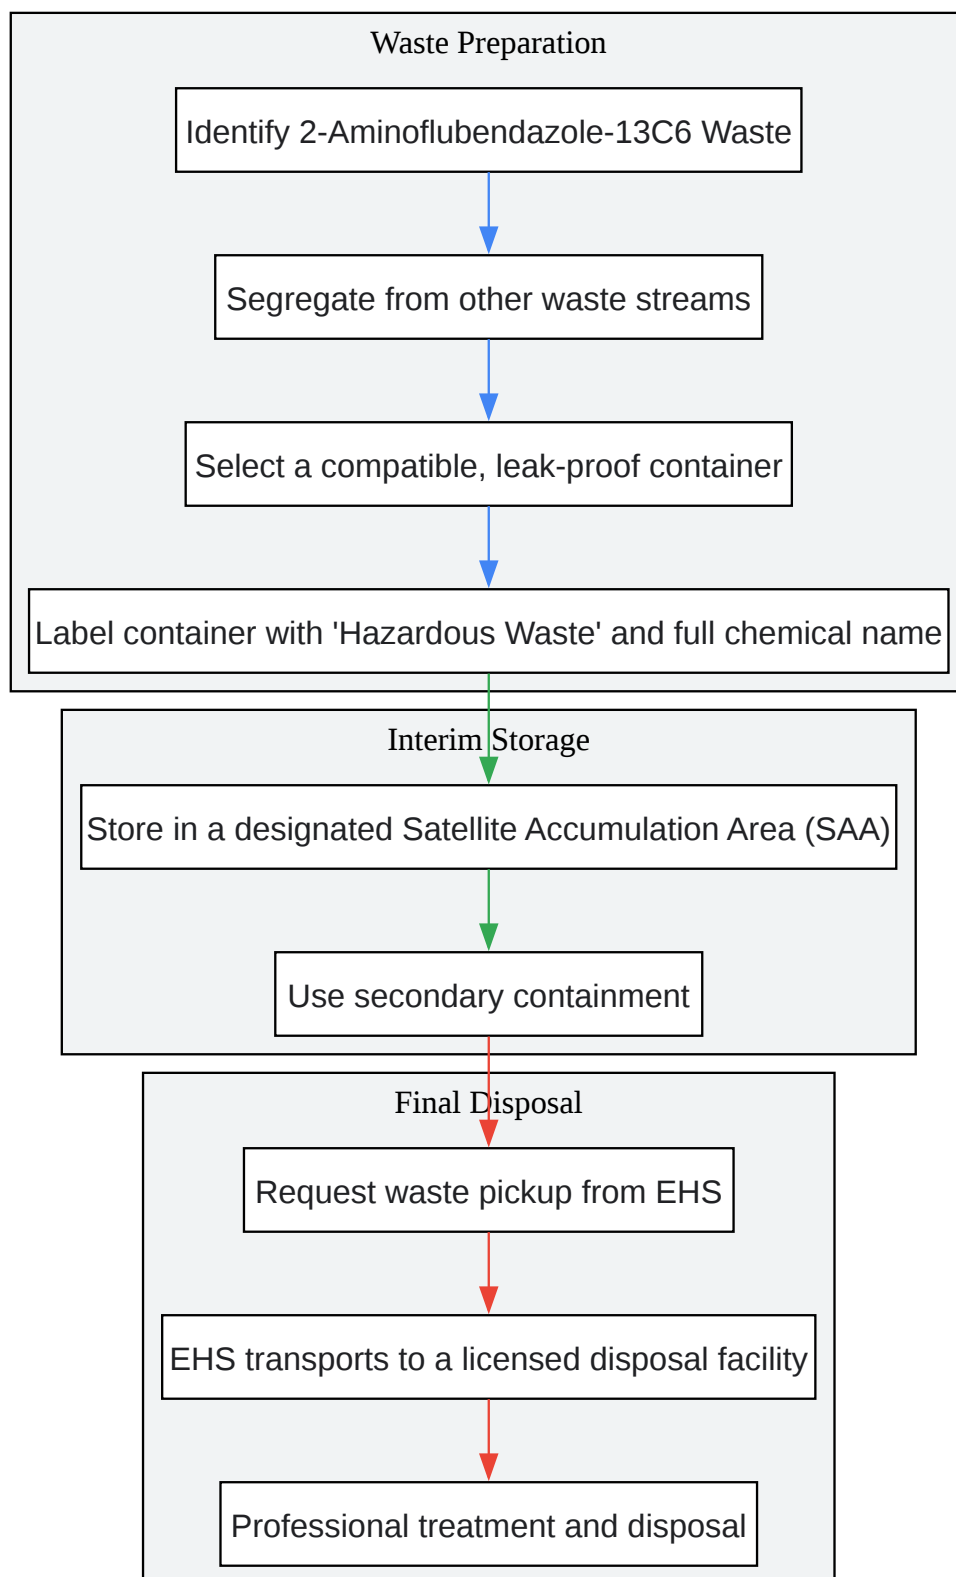 Waste Preparation
Identify 2-Aminoflubendazole-13C6 Waste
Segregate from other waste streams
Select a compatible, leak-proof container
Label container with 'Hazardous Waste' and full chemical name
Interim Storage
Store in a designated Satellite Accumulation Area (SAA)
Use secondary containment
Final Disposal
Request waste pickup from EHS
EHS transports to a licensed disposal facility
Professional treatment and disposal